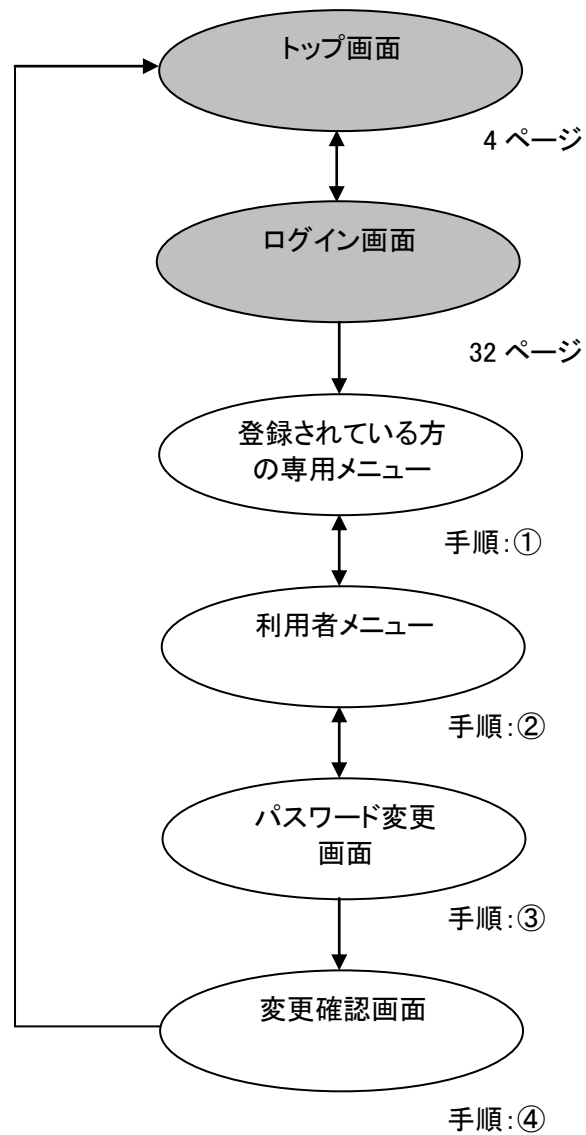 トップ画面
4 ページ
ログイン画面
32 ページ
登録されている方
の専用メニュー
手順:①
利用者メニュー
手順:②
パスワード変更
画面
手順:③
変更確認画面
手順:④